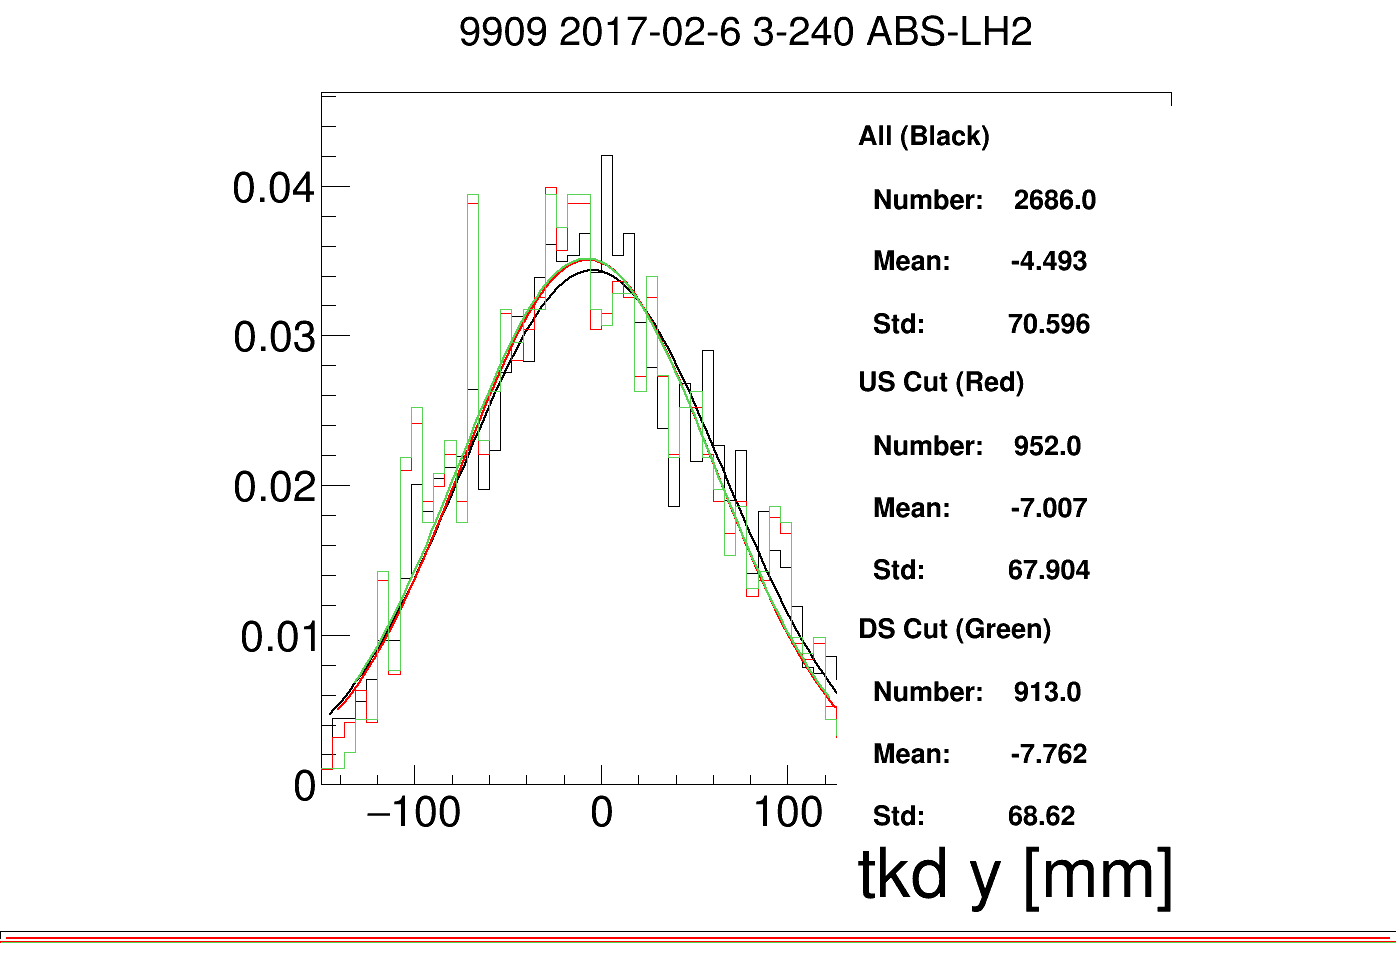 9909 2017-02-6 3-240 ABS-LH2
All (Black)
Number: 2686.0
Mean: -4.493
Std: 70.596
US Cut (Red)
Number: 952.0
Mean: -7.007
Std: 67.904
DS Cut (Green)
Number: 913.0
Mean: -7.762
Std: 68.62
0.04
0.03
0.02
0.01
0
−100 0 100
tkd y [mm]